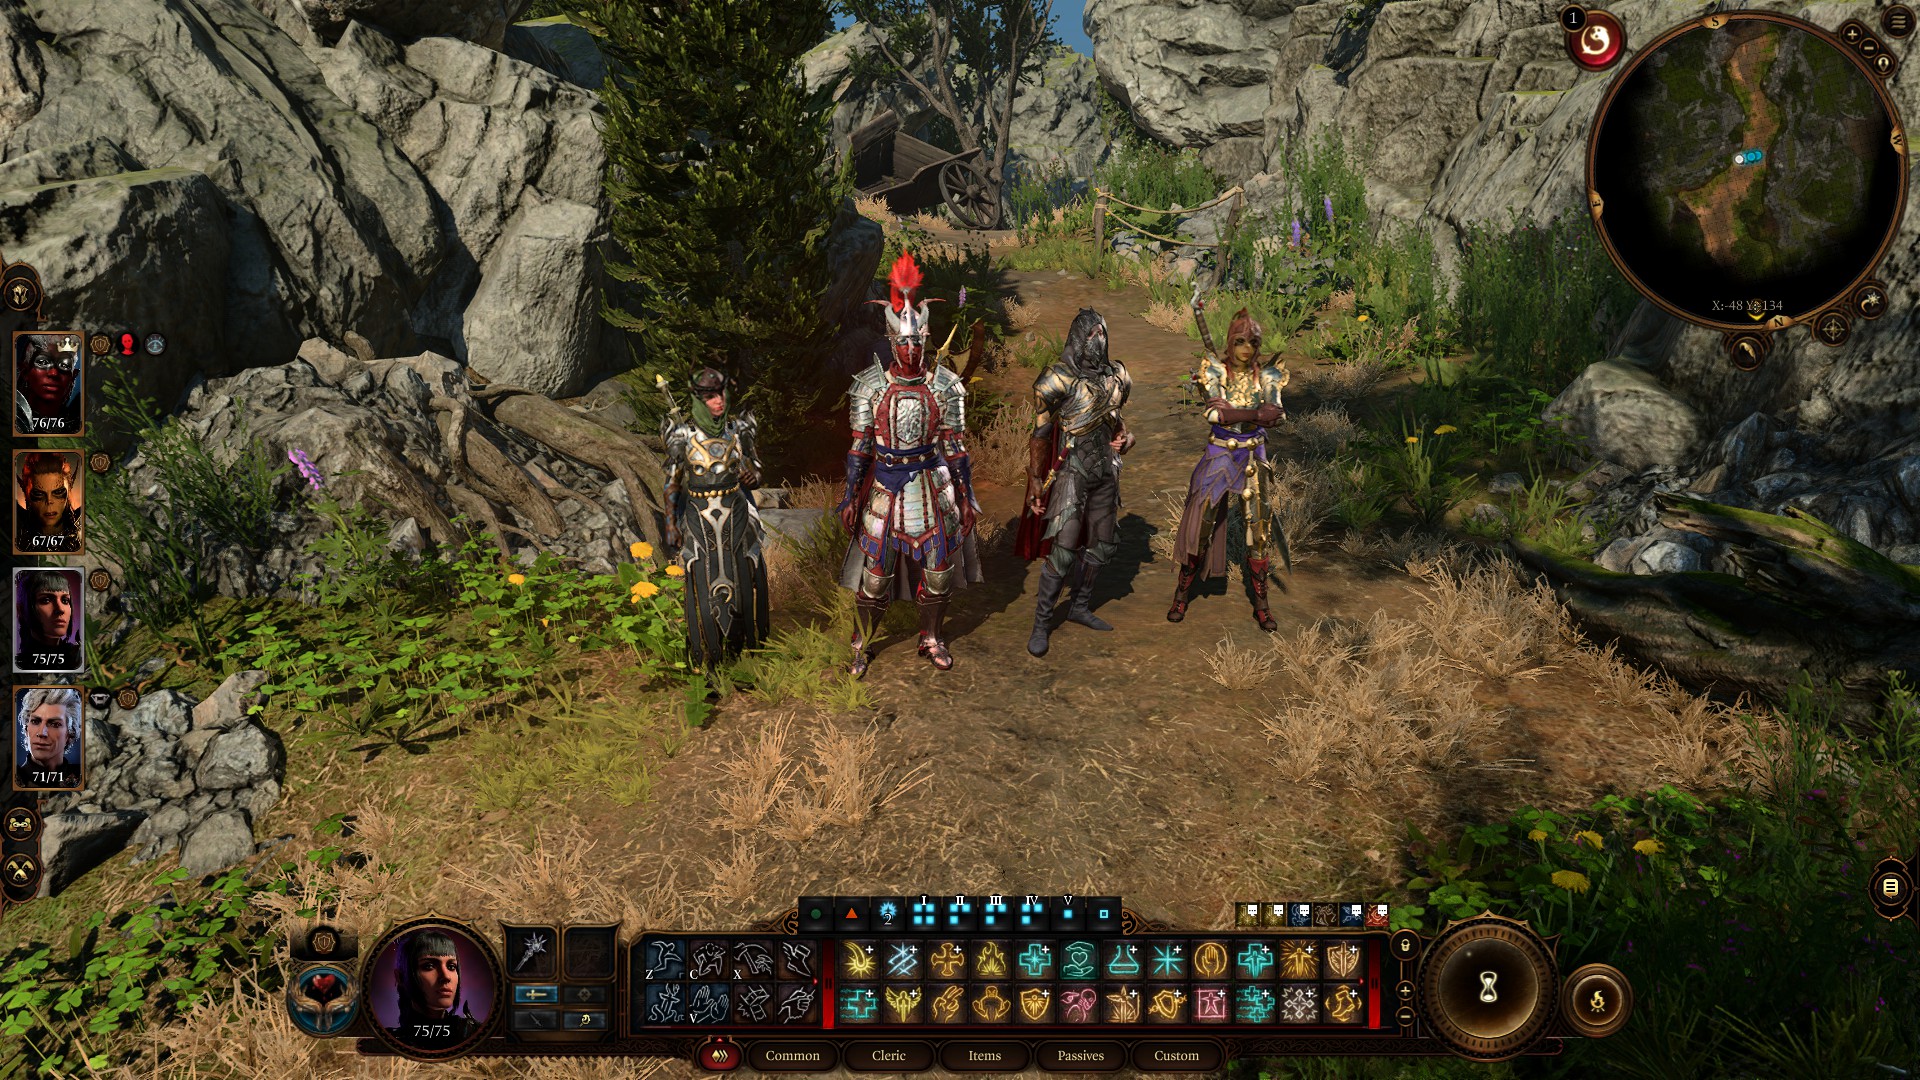 1
S
W
E
N
X:-48 Y:134
76/76
67/67
75/75
71/71
2
I
II
III
IV
V
Z
C
X
V
75/75
Common
Cleric
Items
Passives
Custom